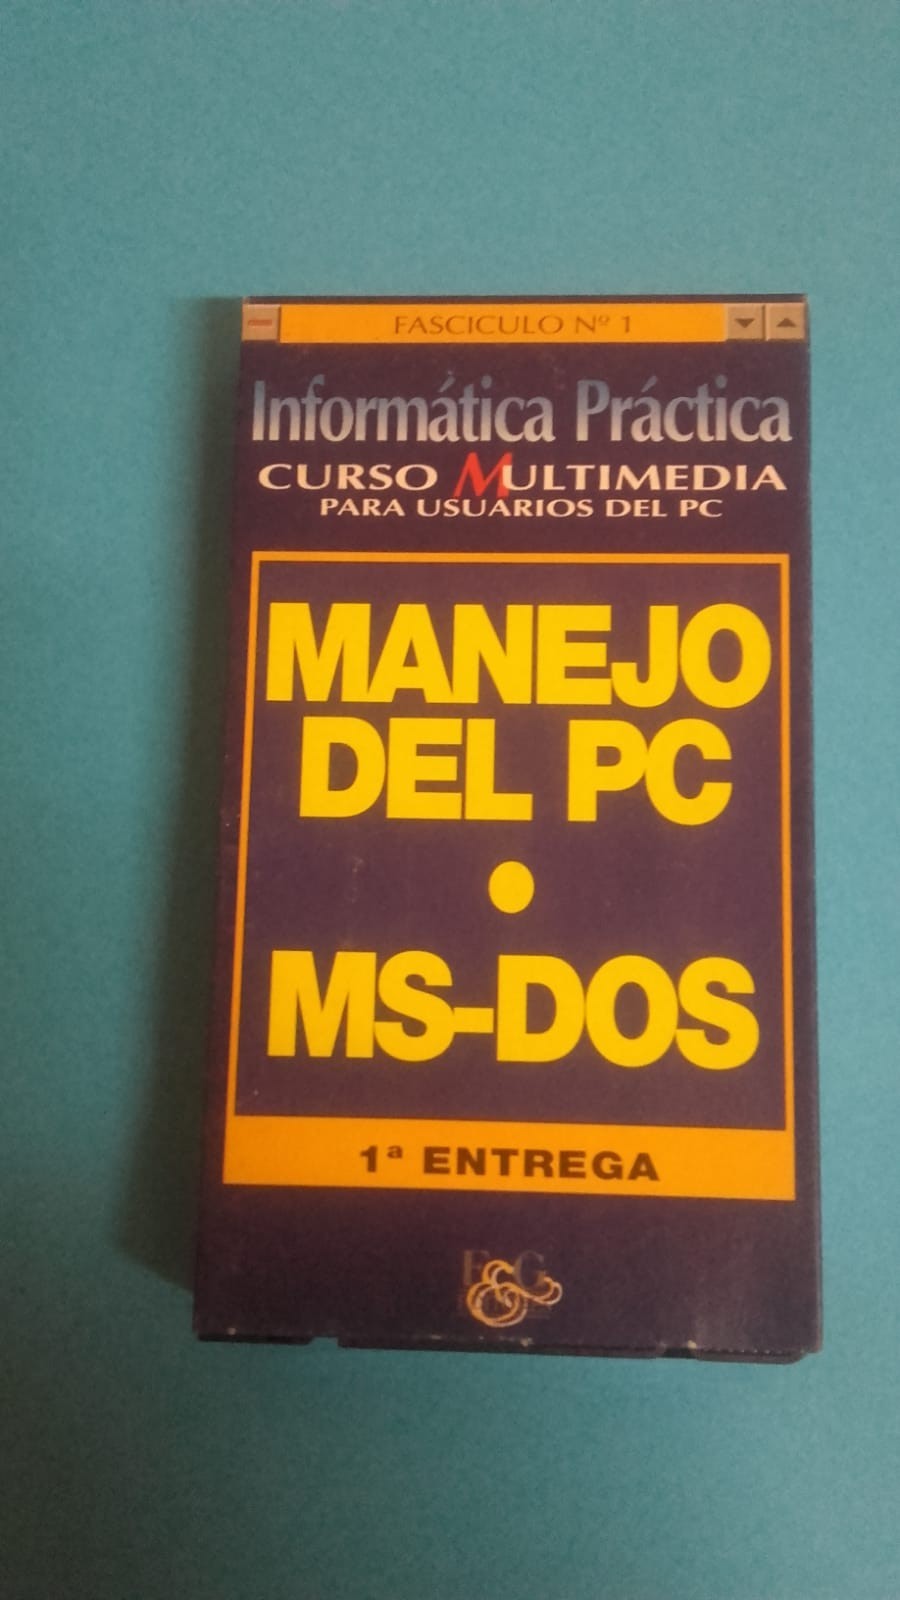 FASCICULO Nº 1
Informática Práctica
CURSO MULTIMEDIA
PARA USUARIOS DEL PC
MANEJO
DEL PC
•
MS-DOS
1ª ENTREGA
F&G